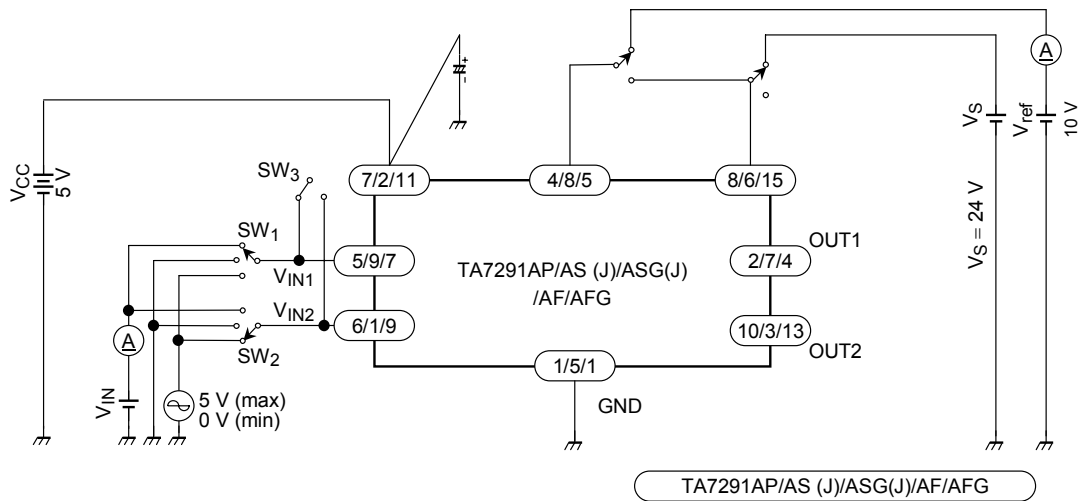 A
VS
Vref
10 V
VCC
5 V
+
-
SW3
7/2/11
4/8/5
8/6/15
VS = 24 V
SW1
OUT1
5/9/7
TA7291AP/AS (J)/ASG(J)
/AF/AFG
2/7/4
VIN1
VIN2
6/1/9
10/3/13
OUT2
A
SW2
1/5/1
GND
VIN
5 V (max)
0 V (min)
TA7291AP/AS (J)/ASG(J)/AF/AFG